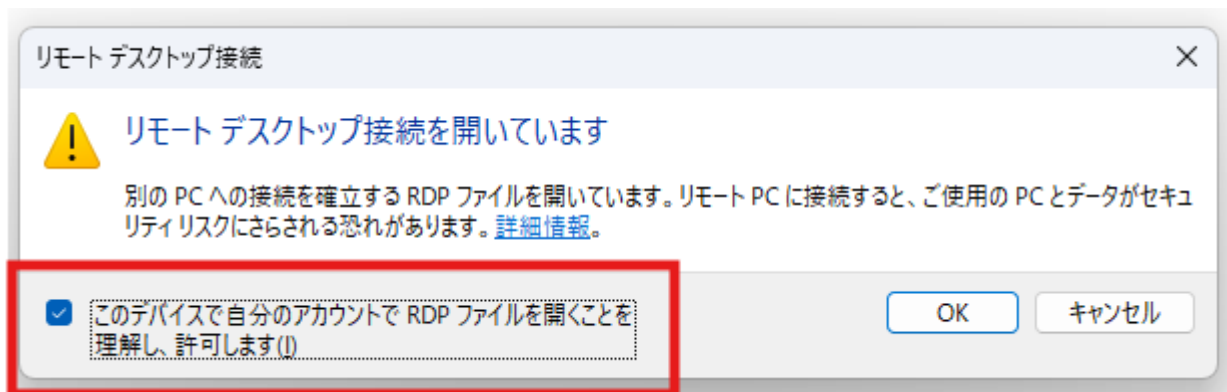 リモート デスクトップ接続
リモート デスクトップ接続を開いています
別の PC への接続を確立する RDP ファイルを開いています。リモート PC に接続すると、ご使用の PC とデータがセキュ
リティ リスクにさらされる恐れがあります。詳細情報。
このデバイスで自分のアカウントで RDP ファイルを開くことを
理解し、許可します(I)
OK キャンセル